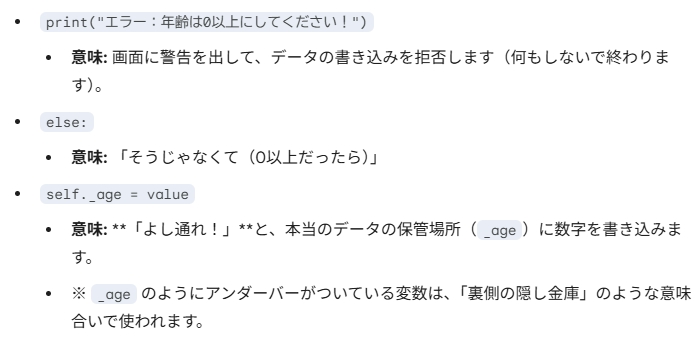 • print("エラー：年齢は0以上にしてください！")
• 意味: 画面に警告を出して、データの書き込みを拒否します（何もしないで終わりま
す）。
• else:
• 意味: 「そうじゃなくて（0以上だったら）」
• self._age = value
• 意味: **「よし通れ！」**と、本当のデータの保管場所（ _age ）に数字を書き込みま
す。
• ※ _age のようにアンダーバーがついている変数は、「裏側の隠し金庫」のような意味
合いで使われます。